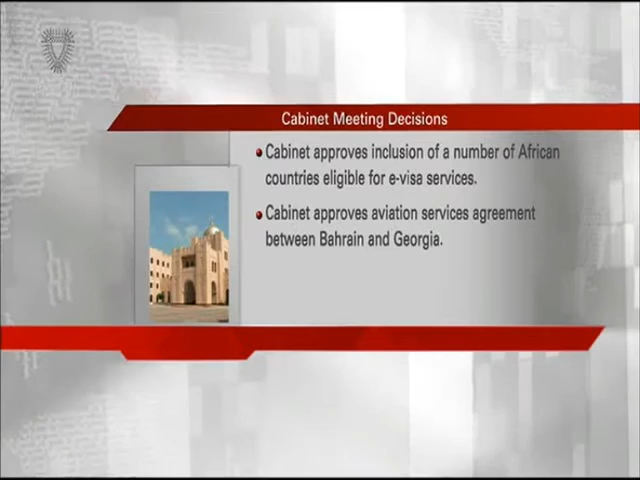 Cabinet Meeting Decisions
Cabinet approves inclusion of a number of African
countries eligible for e-visa services.
Cabinet approves aviation services agreement
between Bahrain and Georgia.